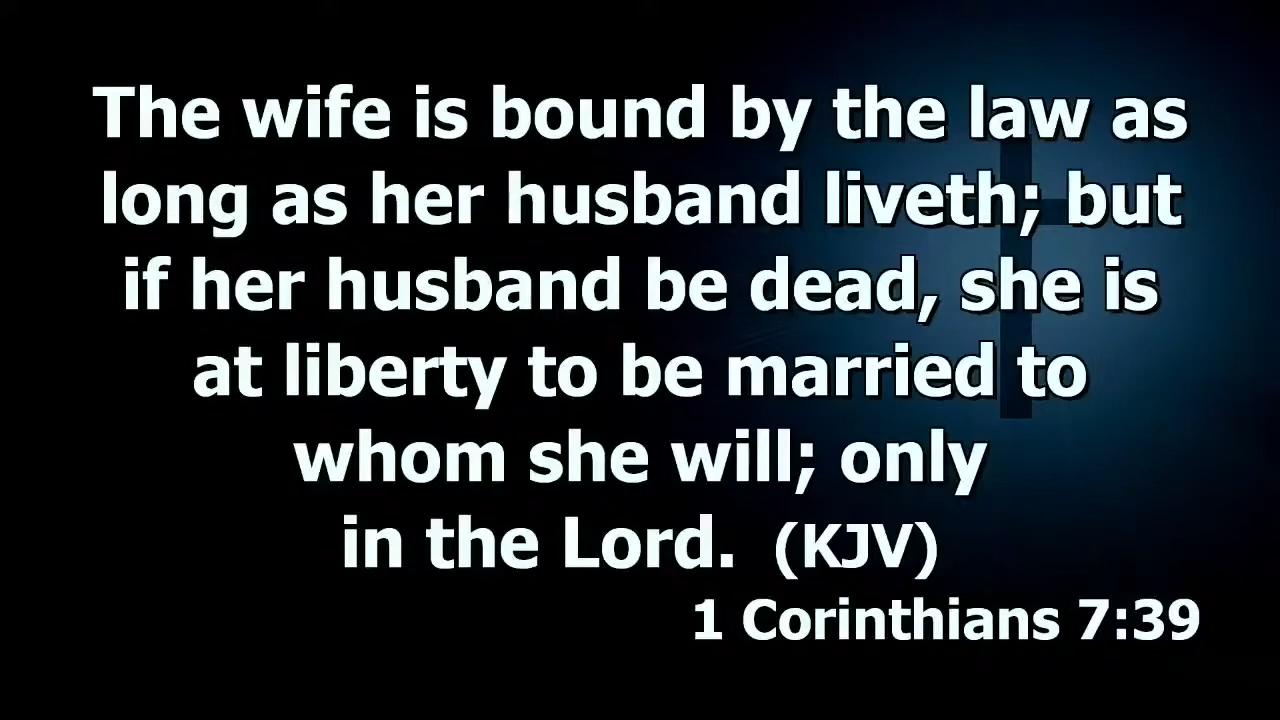 The wife is bound by the law as
long as her husband liveth; but
if her husband be dead, she is
at liberty to be married to
whom she will; only
in the Lord. (KJV)
1 Corinthians 7:39